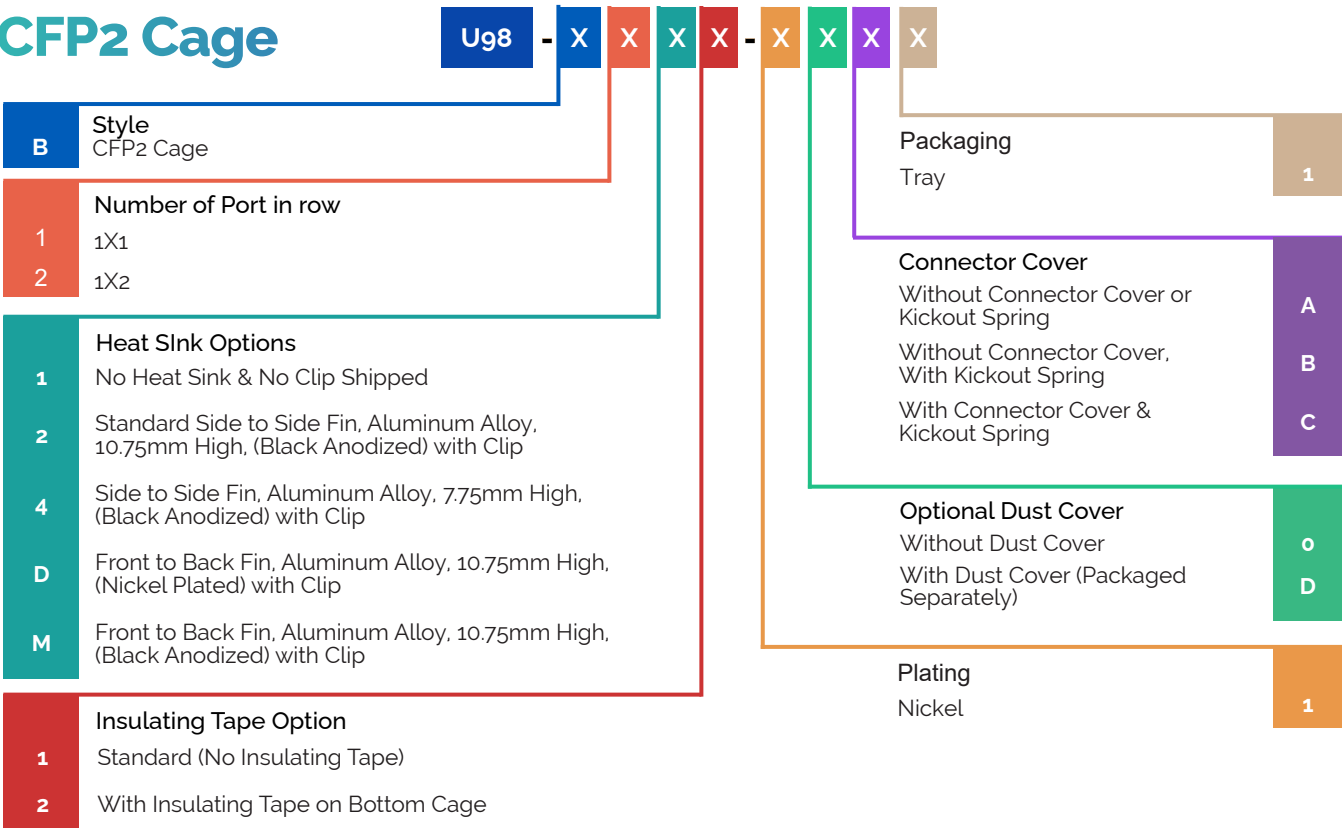 CFP2 Cage
U98 - X X X X - X X X X
Style
B CFP2 Cage
Number of Port in row
1 1X1
2 1X2
Heat SInk Options
1 No Heat Sink & No Clip Shipped
2 Standard Side to Side Fin, Aluminum Alloy,
10.75mm High, (Black Anodized) with Clip
4 Side to Side Fin, Aluminum Alloy, 7.75mm High,
(Black Anodized) with Clip
D Front to Back Fin, Aluminum Alloy, 10.75mm High,
(Nickel Plated) with Clip
M Front to Back Fin, Aluminum Alloy, 10.75mm High,
(Black Anodized) with Clip
Insulating Tape Option
1 Standard (No Insulating Tape)
2 With Insulating Tape on Bottom Cage
Packaging
Tray 1
Connector Cover
Without Connector Cover or
Kickout Spring A
Without Connector Cover,
With Kickout Spring B
With Connector Cover &
Kickout Spring C
Optional Dust Cover
Without Dust Cover 0
With Dust Cover (Packaged
Separately) D
Plating
Nickel 1